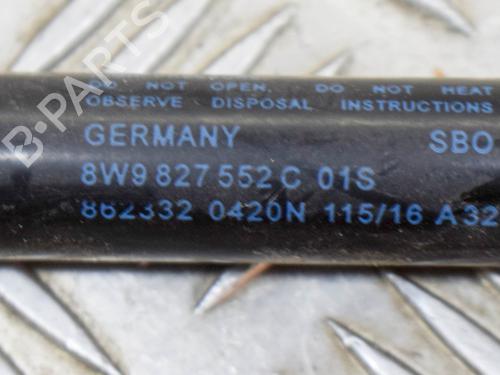 B-PARTS
DO NOT OPEN. DO NOT HEAT
OBSERVE DISPOSAL INSTRUCTIONS
GERMANY SBO
8W9 827 552 C 01S
862332 0420N 115/16 A32